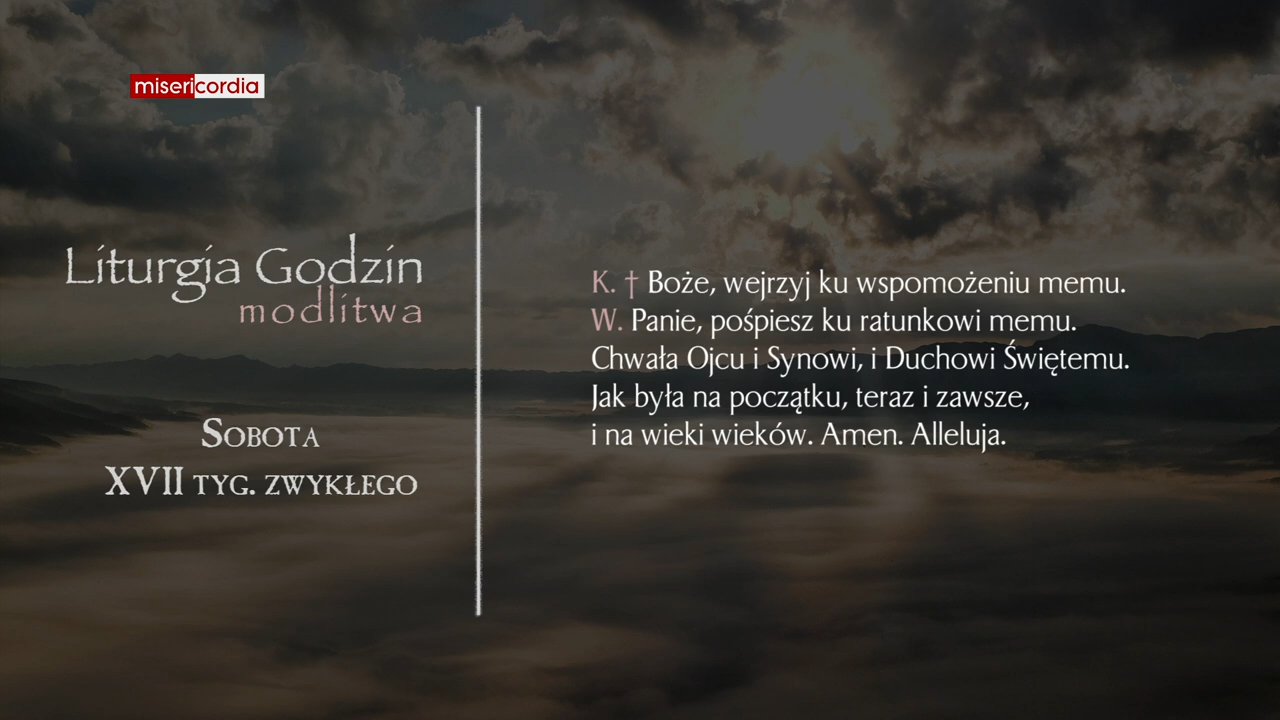 misericordia
Liturgia Godzin
modlitwa
Sobota
XVII tyg. zwykłego
K. † Boże, wejrzyj ku wspomożeniu memu.
W. Panie, pośpiesz ku ratunkowi memu.
Chwała Ojcu i Synowi, i Duchowi Świętemu.
Jak była na początku, teraz i zawsze,
i na wieki wieków. Amen. Alleluja.